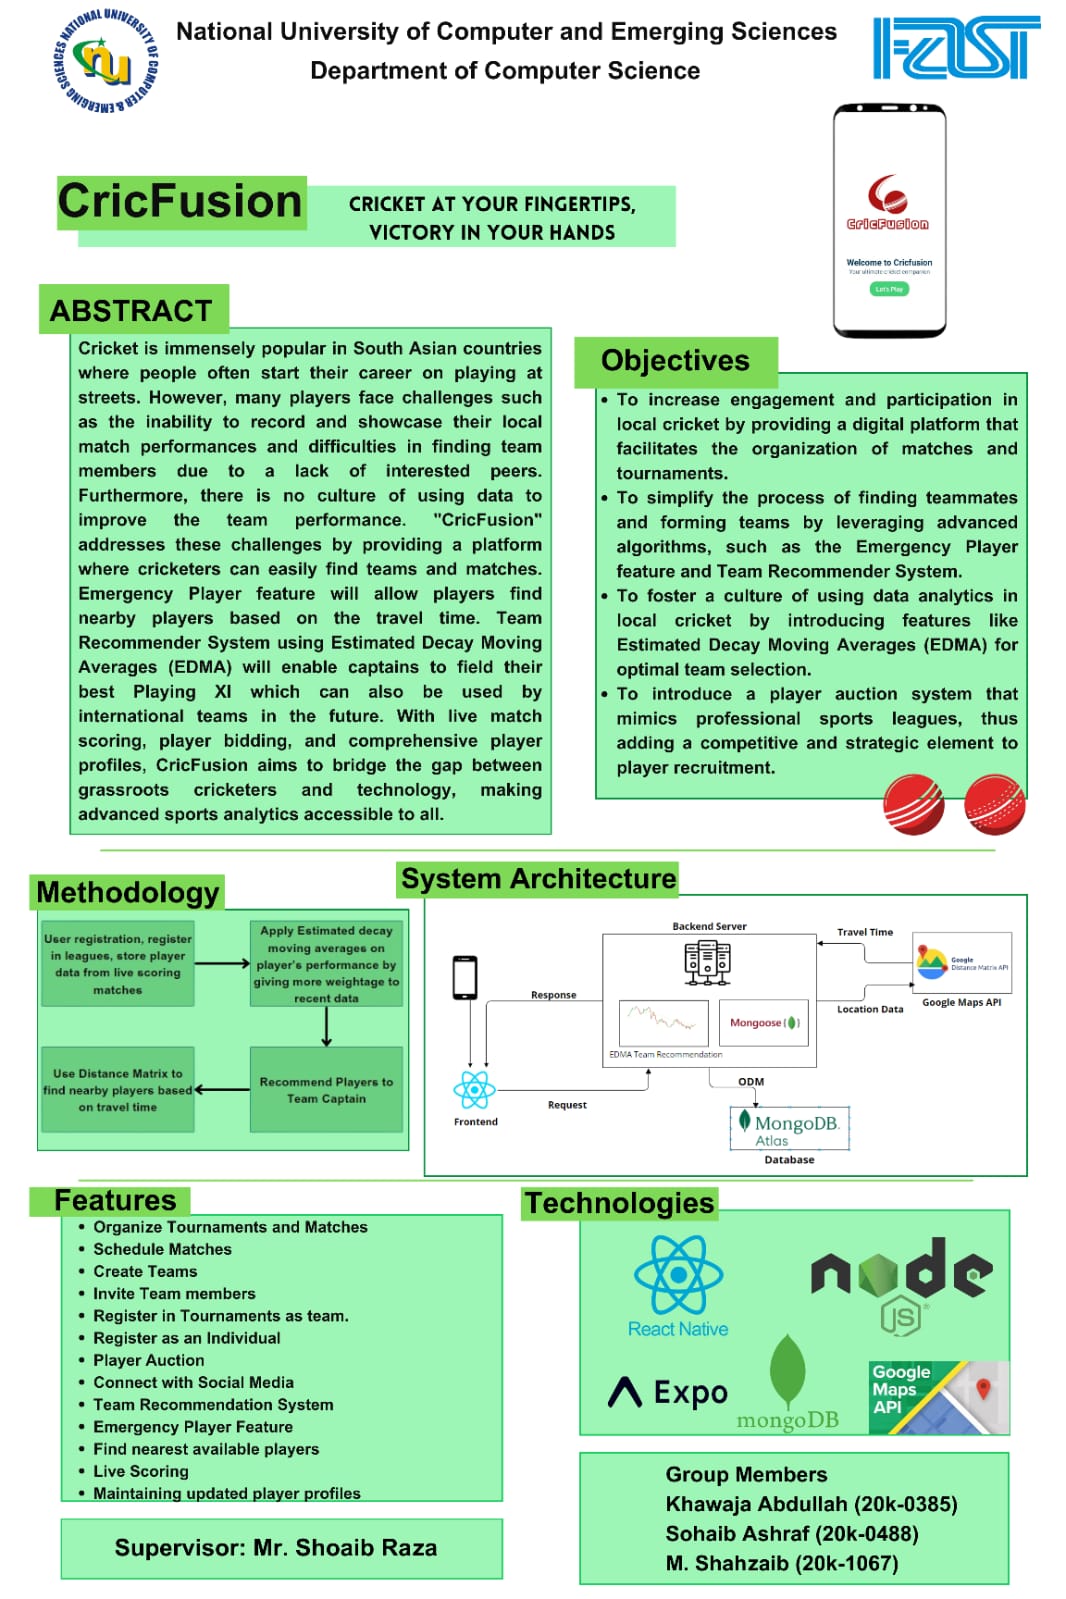 National University of Computer and Emerging Sciences
Department of Computer Science
NATIONAL UNIVERSITY OF COMPUTER & EMERGING SCIENCES
nu
FAST
CricFusion
CRICKET AT YOUR FINGERTIPS,
VICTORY IN YOUR HANDS
CricFusion
Welcome to Cricfusion
Your ultimate cricket companion
Let's Play
ABSTRACT
Cricket is immensely popular in South Asian countries
where people often start their career on playing at
streets. However, many players face challenges such
as the inability to record and showcase their local
match performances and difficulties in finding team
members due to a lack of interested peers.
Furthermore, there is no culture of using data to
improve the team performance. "CricFusion"
addresses these challenges by providing a platform
where cricketers can easily find teams and matches.
Emergency Player feature will allow players find
nearby players based on the travel time. Team
Recommender System using Estimated Decay Moving
Averages (EDMA) will enable captains to field their
best Playing XI which can also be used by
international teams in the future. With live match
scoring, player bidding, and comprehensive player
profiles, CricFusion aims to bridge the gap between
grassroots cricketers and technology, making
advanced sports analytics accessible to all.
Objectives
• To increase engagement and participation in
local cricket by providing a digital platform that
facilitates the organization of matches and
tournaments.
• To simplify the process of finding teammates
and forming teams by leveraging advanced
algorithms, such as the Emergency Player
feature and Team Recommender System.
• To foster a culture of using data analytics in
local cricket by introducing features like
Estimated Decay Moving Averages (EDMA) for
optimal team selection.
• To introduce a player auction system that
mimics professional sports leagues, thus
adding a competitive and strategic element to
player recruitment.
Methodology
User registration, register
in leagues, store player
data from live scoring
matches
Apply Estimated decay
moving averages on
player's performance by
giving more weightage to
recent data
Use Distance Matrix to
find nearby players based
on travel time
Recommend Players to
Team Captain
System Architecture
Backend Server
Travel Time
Google
Distance Matrix API
Google Maps API
Location Data
Response
Mongoose
EDMA Team Recommendation
ODM
Request
Frontend
MongoDB.
Atlas
Database
Features
• Organize Tournaments and Matches
• Schedule Matches
• Create Teams
• Invite Team members
• Register in Tournaments as team.
• Register as an Individual
• Player Auction
• Connect with Social Media
• Team Recommendation System
• Emergency Player Feature
• Find nearest available players
• Live Scoring
• Maintaining updated player profiles
Supervisor: Mr. Shoaib Raza
Technologies
React Native
node
JS
Expo
mongoDB
Google
Maps
API
Group Members
Khawaja Abdullah (20k-0385)
Sohaib Ashraf (20k-0488)
M. Shahzaib (20k-1067)